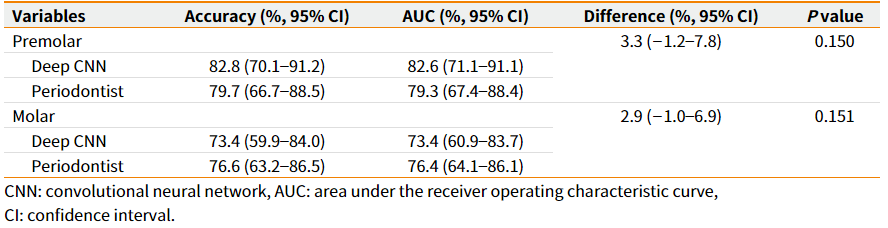 Variables Accuracy (%, 95% CI) AUC (%, 95% CI) Difference (%, 95% CI) P value
Premolar 3.3 (−1.2–7.8) 0.150
Deep CNN 82.8 (70.1–91.2) 82.6 (71.1–91.1)
Periodontist 79.7 (66.7–88.5) 79.3 (67.4–88.4)
Molar 2.9 (−1.0–6.9) 0.151
Deep CNN 73.4 (59.9–84.0) 73.4 (60.9–83.7)
Periodontist 76.6 (63.2–86.5) 76.4 (64.1–86.1)
CNN: convolutional neural network, AUC: area under the receiver operating characteristic curve,
CI: confidence interval.